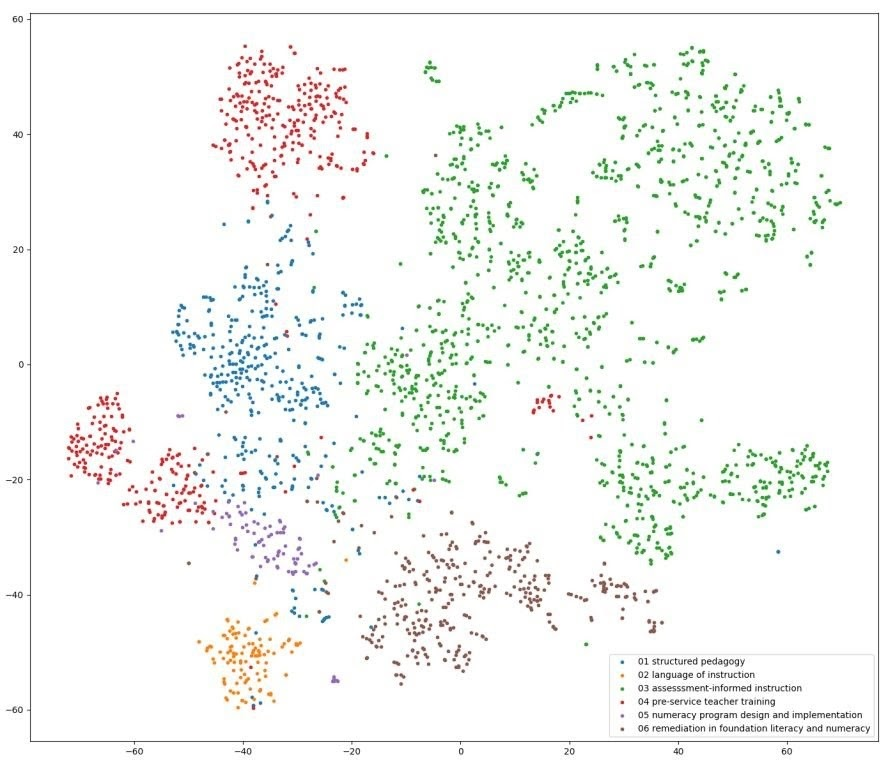 60
40
20
0
−20
−40
−60
−60
−40
−20
0
20
40
60
01 structured pedagogy
02 language of instruction
03 assesssment-informed instruction
04 pre-service teacher training
05 numeracy program design and implementation
06 remediation in foundation literacy and numeracy